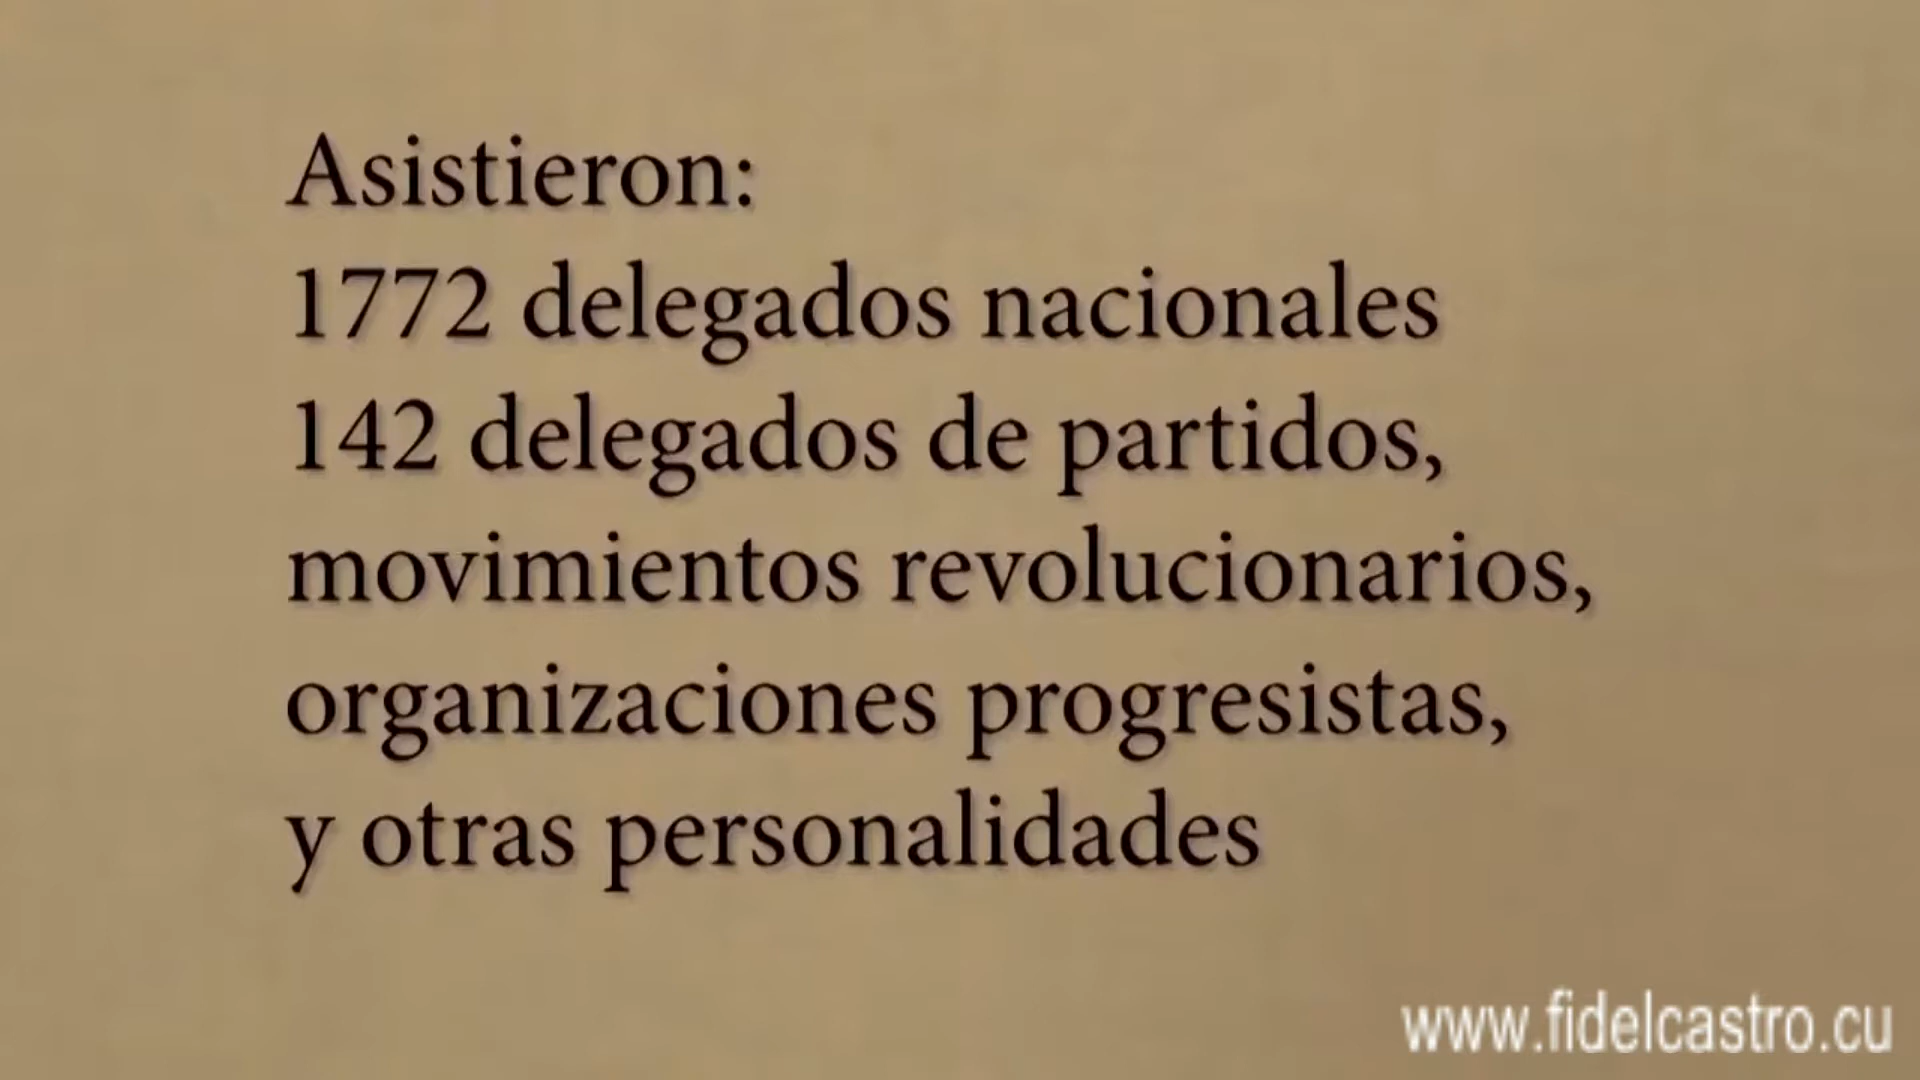 Asistieron:
1772 delegados nacionales
142 delegados de partidos,
movimientos revolucionarios,
organizaciones progresistas,
y otras personalidades
www.fidelcastro.cu